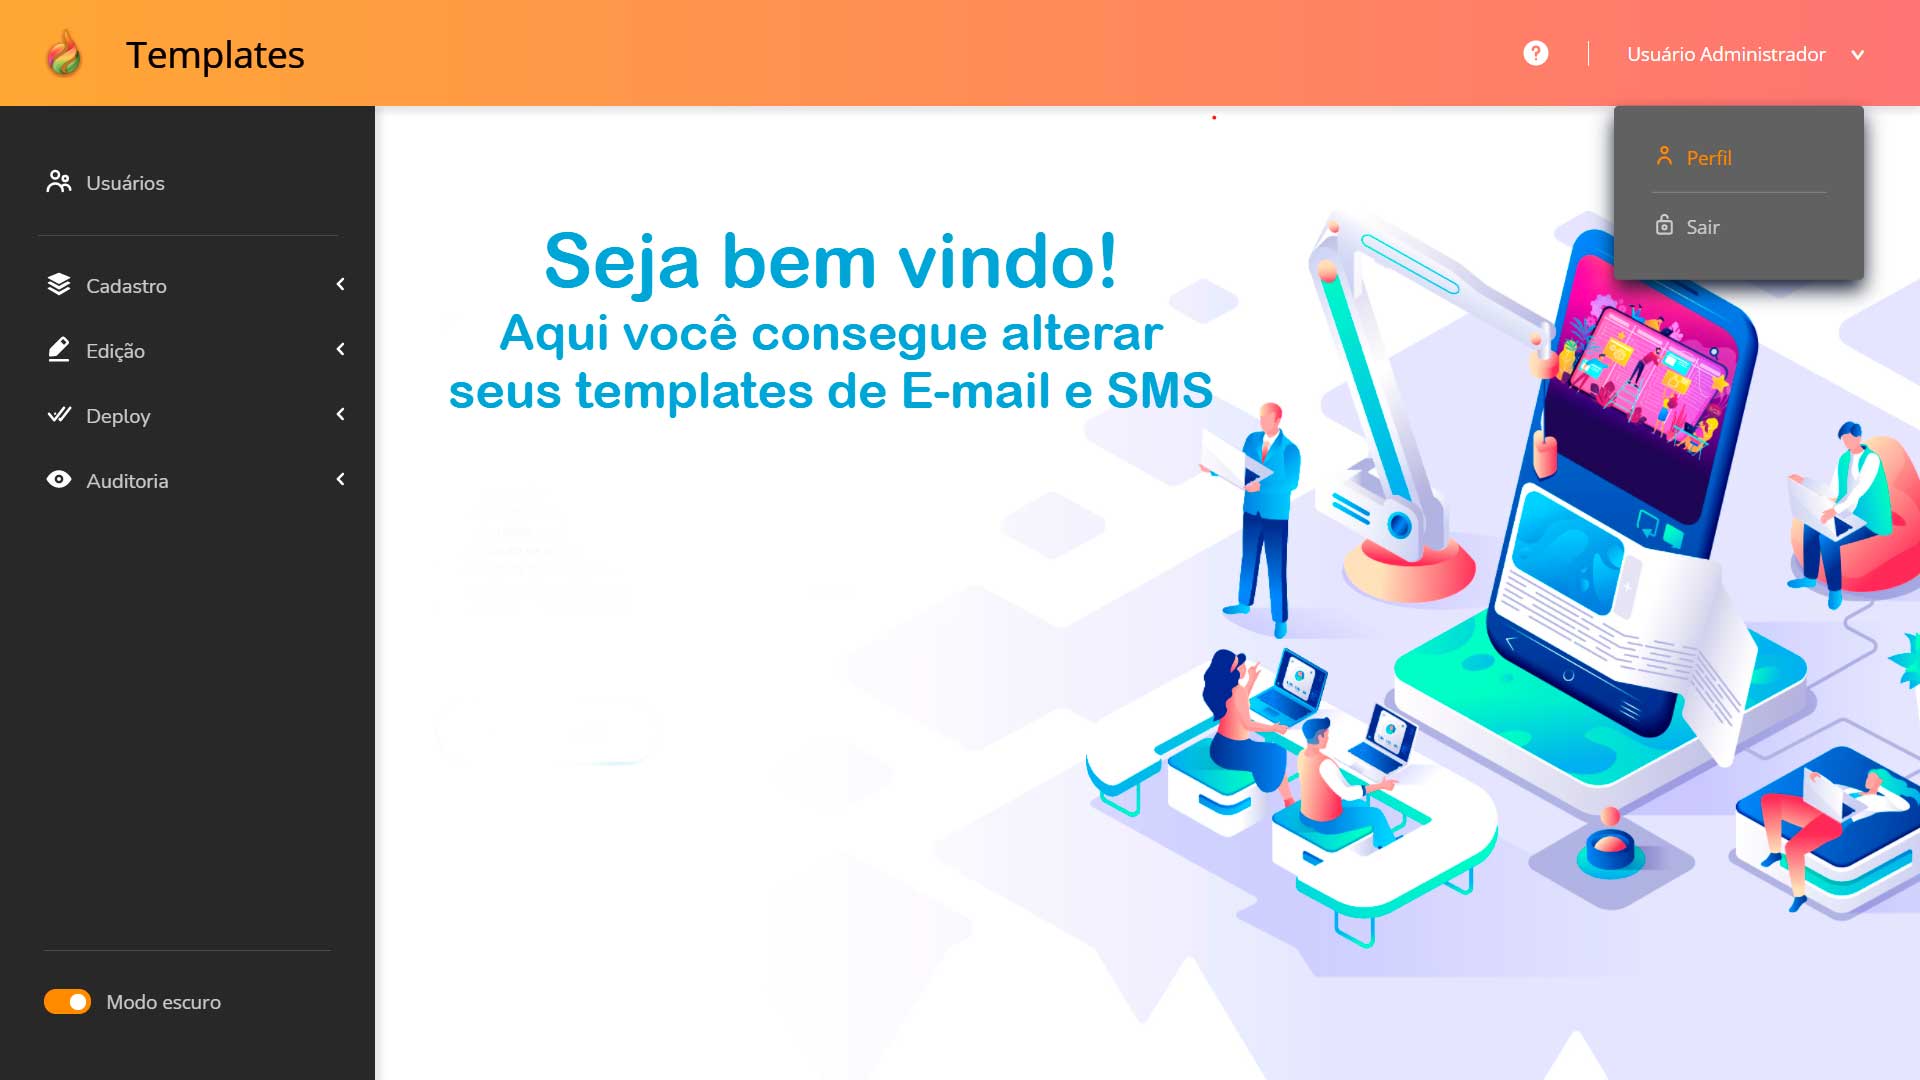 Templates
Usuário Administrador
Perfil
Sair
Usuários
Cadastro
Edição
Deploy
Auditoria
Modo escuro
Seja bem vindo!
Aqui você consegue alterar
seus templates de E-mail e SMS